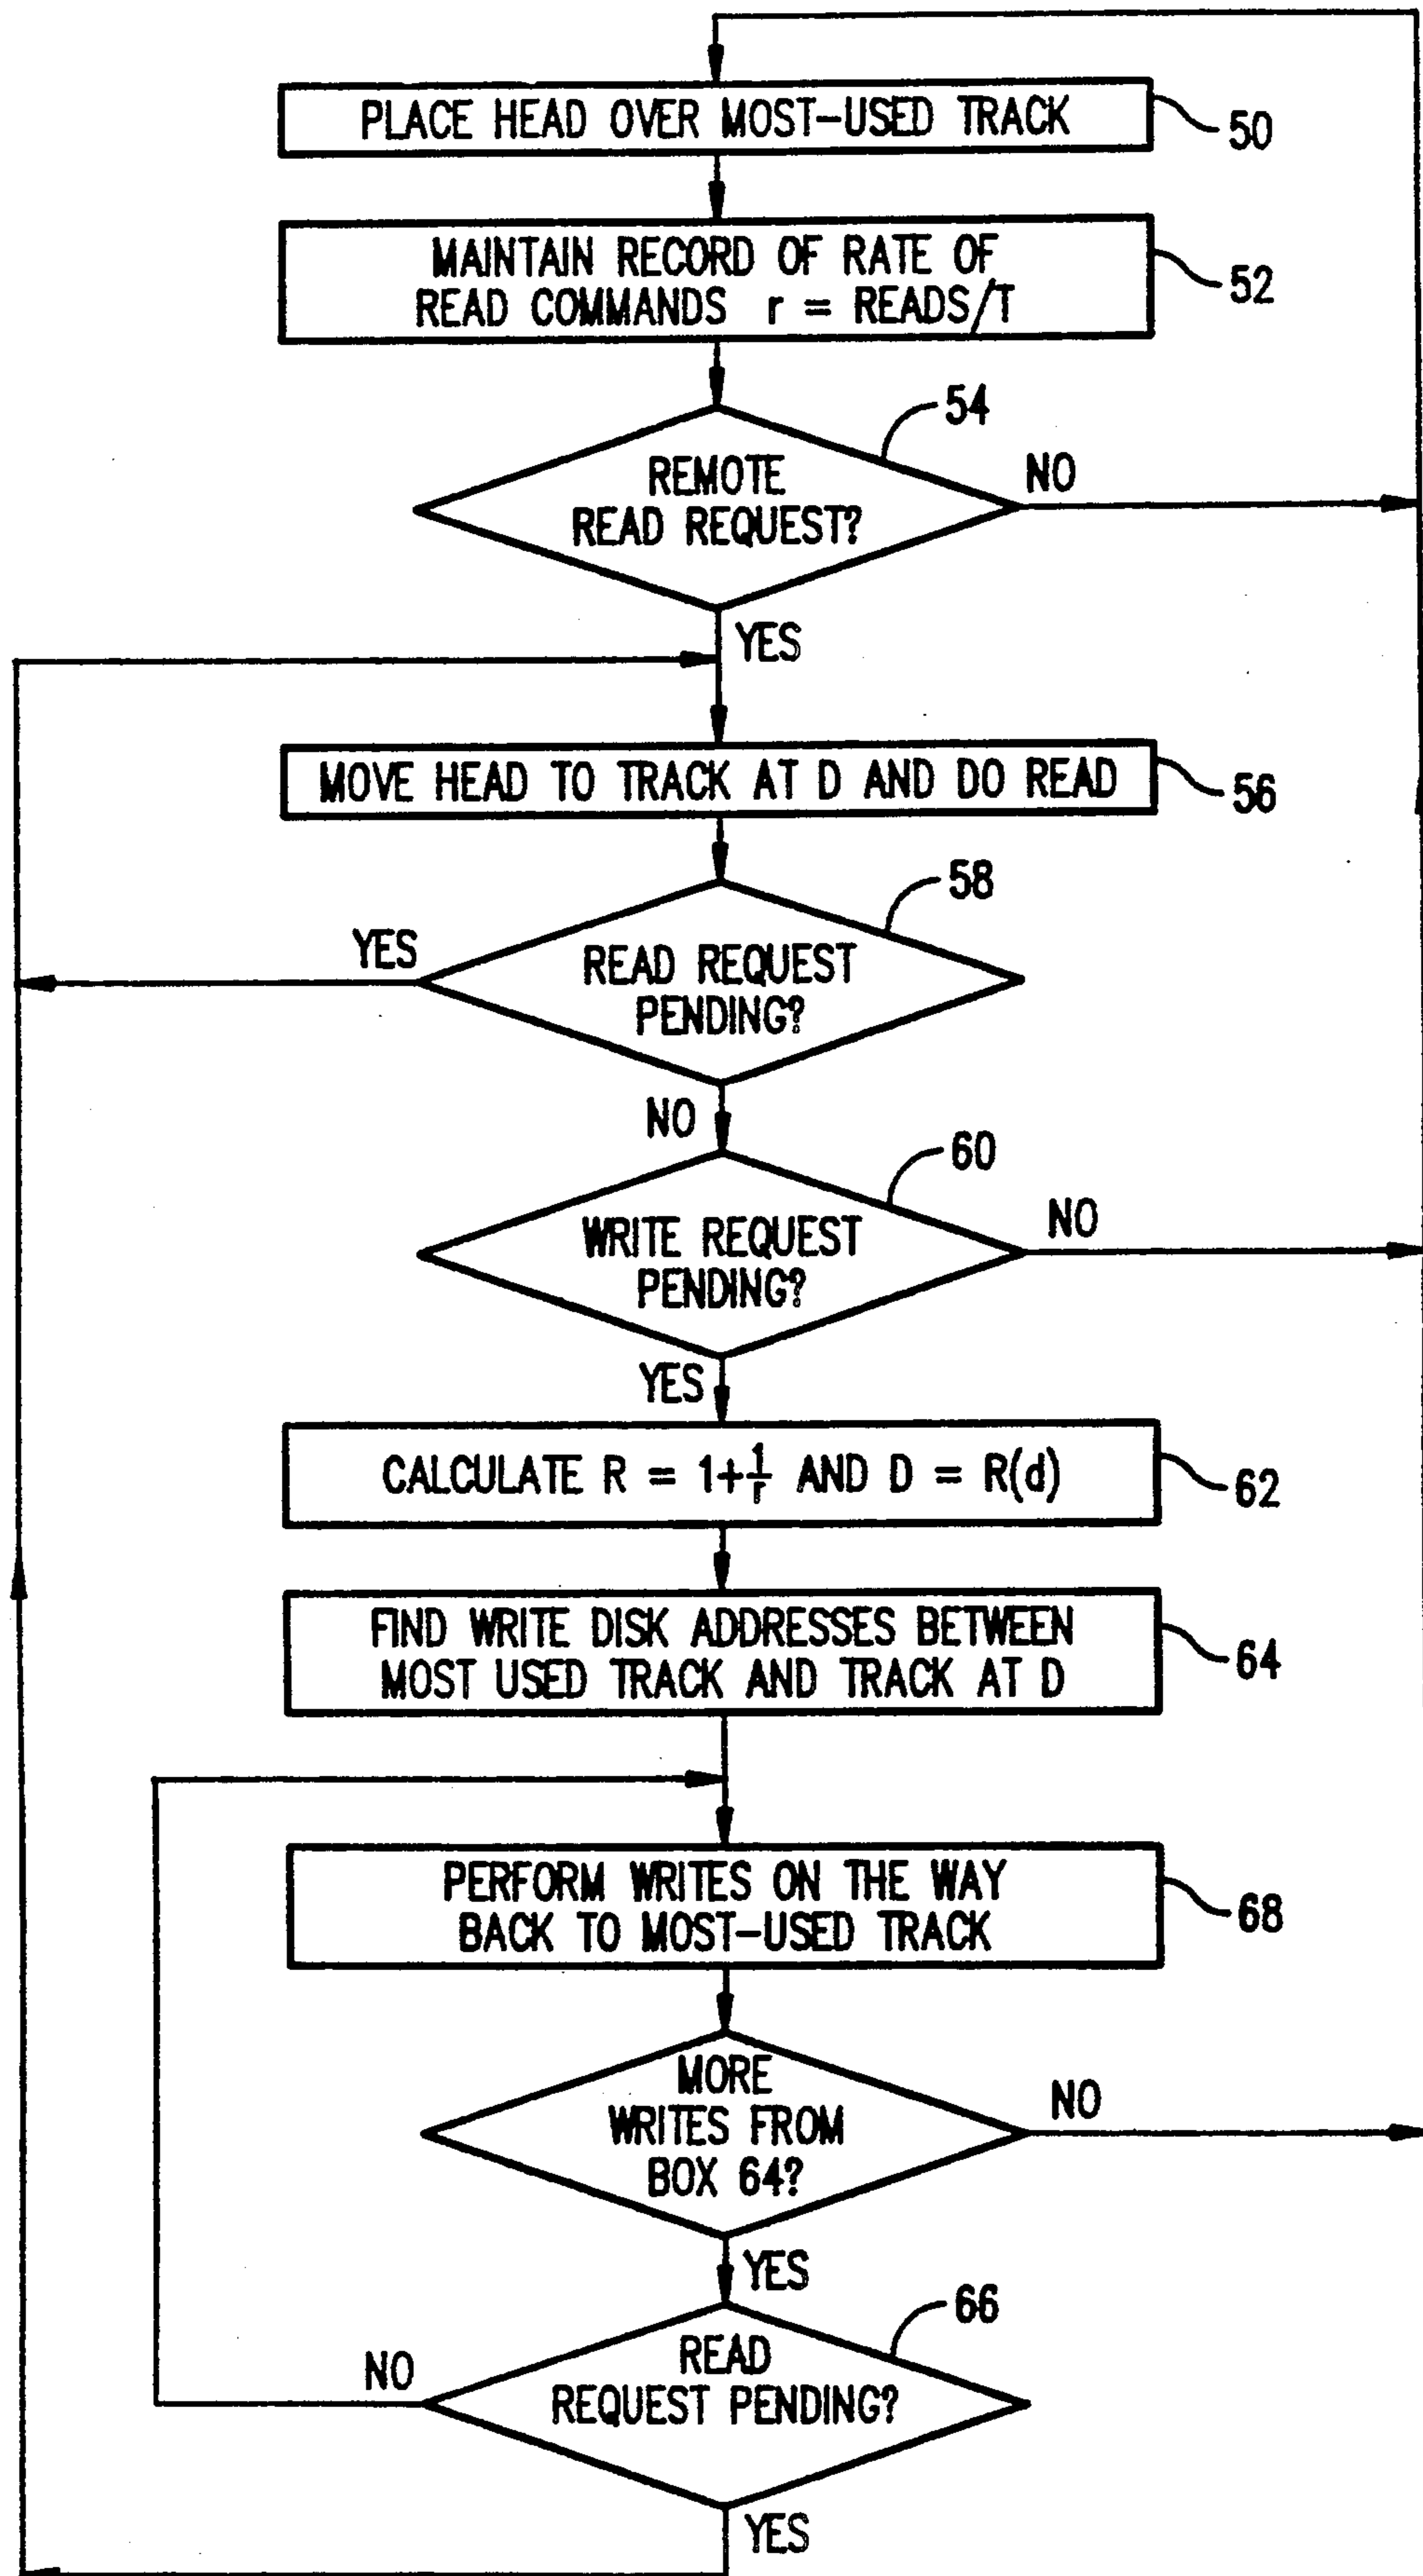 PLACE HEAD OVER MOST-USED TRACK
50
MAINTAIN RECORD OF RATE OF
READ COMMANDS r = READS/T
52
54
REMOTE
READ REQUEST?
NO
YES
MOVE HEAD TO TRACK AT D AND DO READ
56
58
YES
READ REQUEST
PENDING?
NO
60
WRITE REQUEST
PENDING?
NO
YES
CALCULATE R = 1+1/r AND D = R(d)
62
FIND WRITE DISK ADDRESSES BETWEEN
MOST USED TRACK AND TRACK AT D
64
PERFORM WRITES ON THE WAY
BACK TO MOST-USED TRACK
68
MORE
WRITES FROM
BOX 64?
NO
YES
66
READ
REQUEST PENDING?
NO
YES